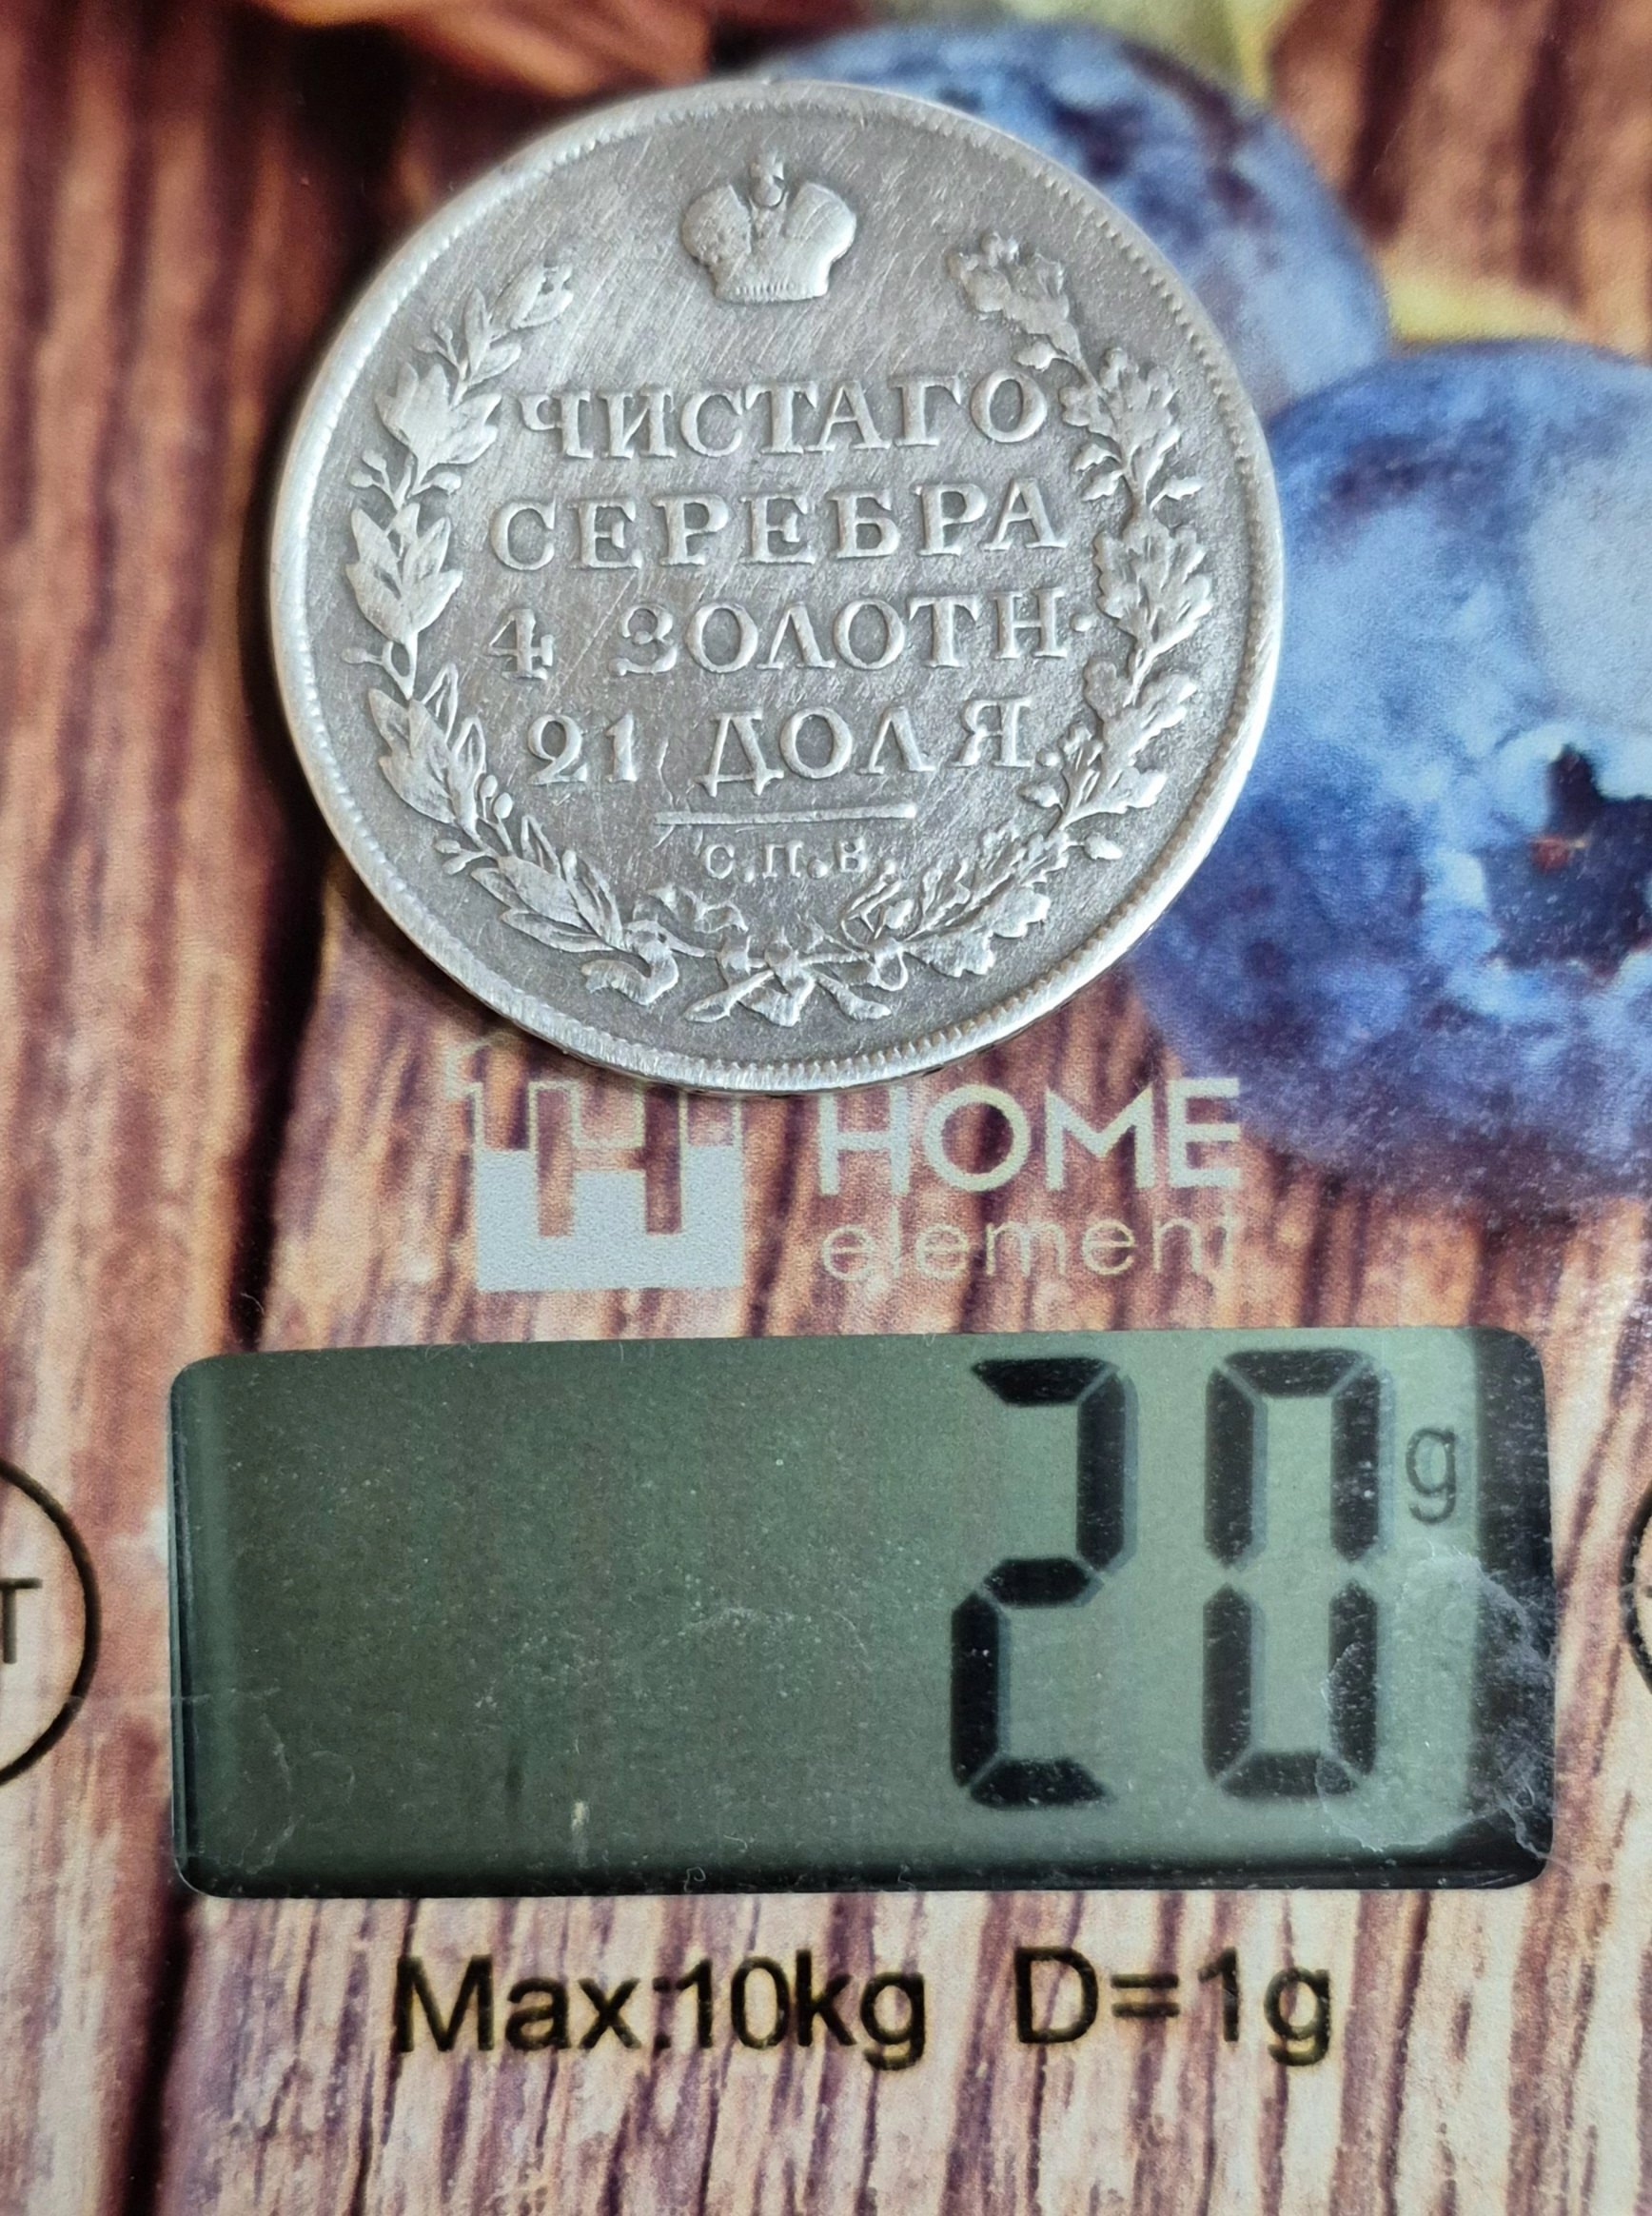 ЧИСТАГО
СЕРЕБРА
4 ЗОЛОТН.
21 ДОЛЯ.
С.П.Б.
HOME
element
20 g
T
Max:10kg D=1g